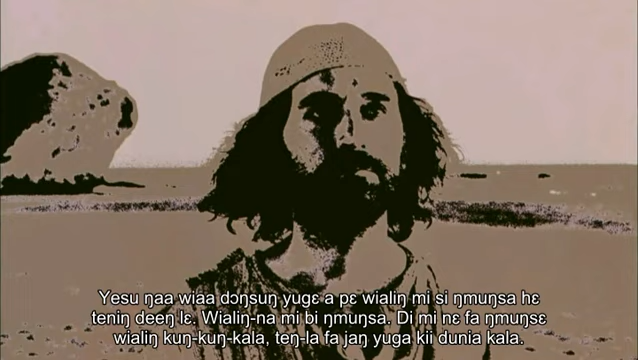 Yesu ŋaa wiaa dɔŋsuŋ yugɛ a pɛ wialiŋ mi si ŋmuŋsa hɛ
teniŋ deeŋ lɛ. Wialiŋ-na mi bi ŋmuŋsa. Di mi nɛ fa ŋmuŋsɛ
wialiŋ kuŋ-kuŋ-kala, teŋ-la fa jaŋ yuga kii dunia kala.